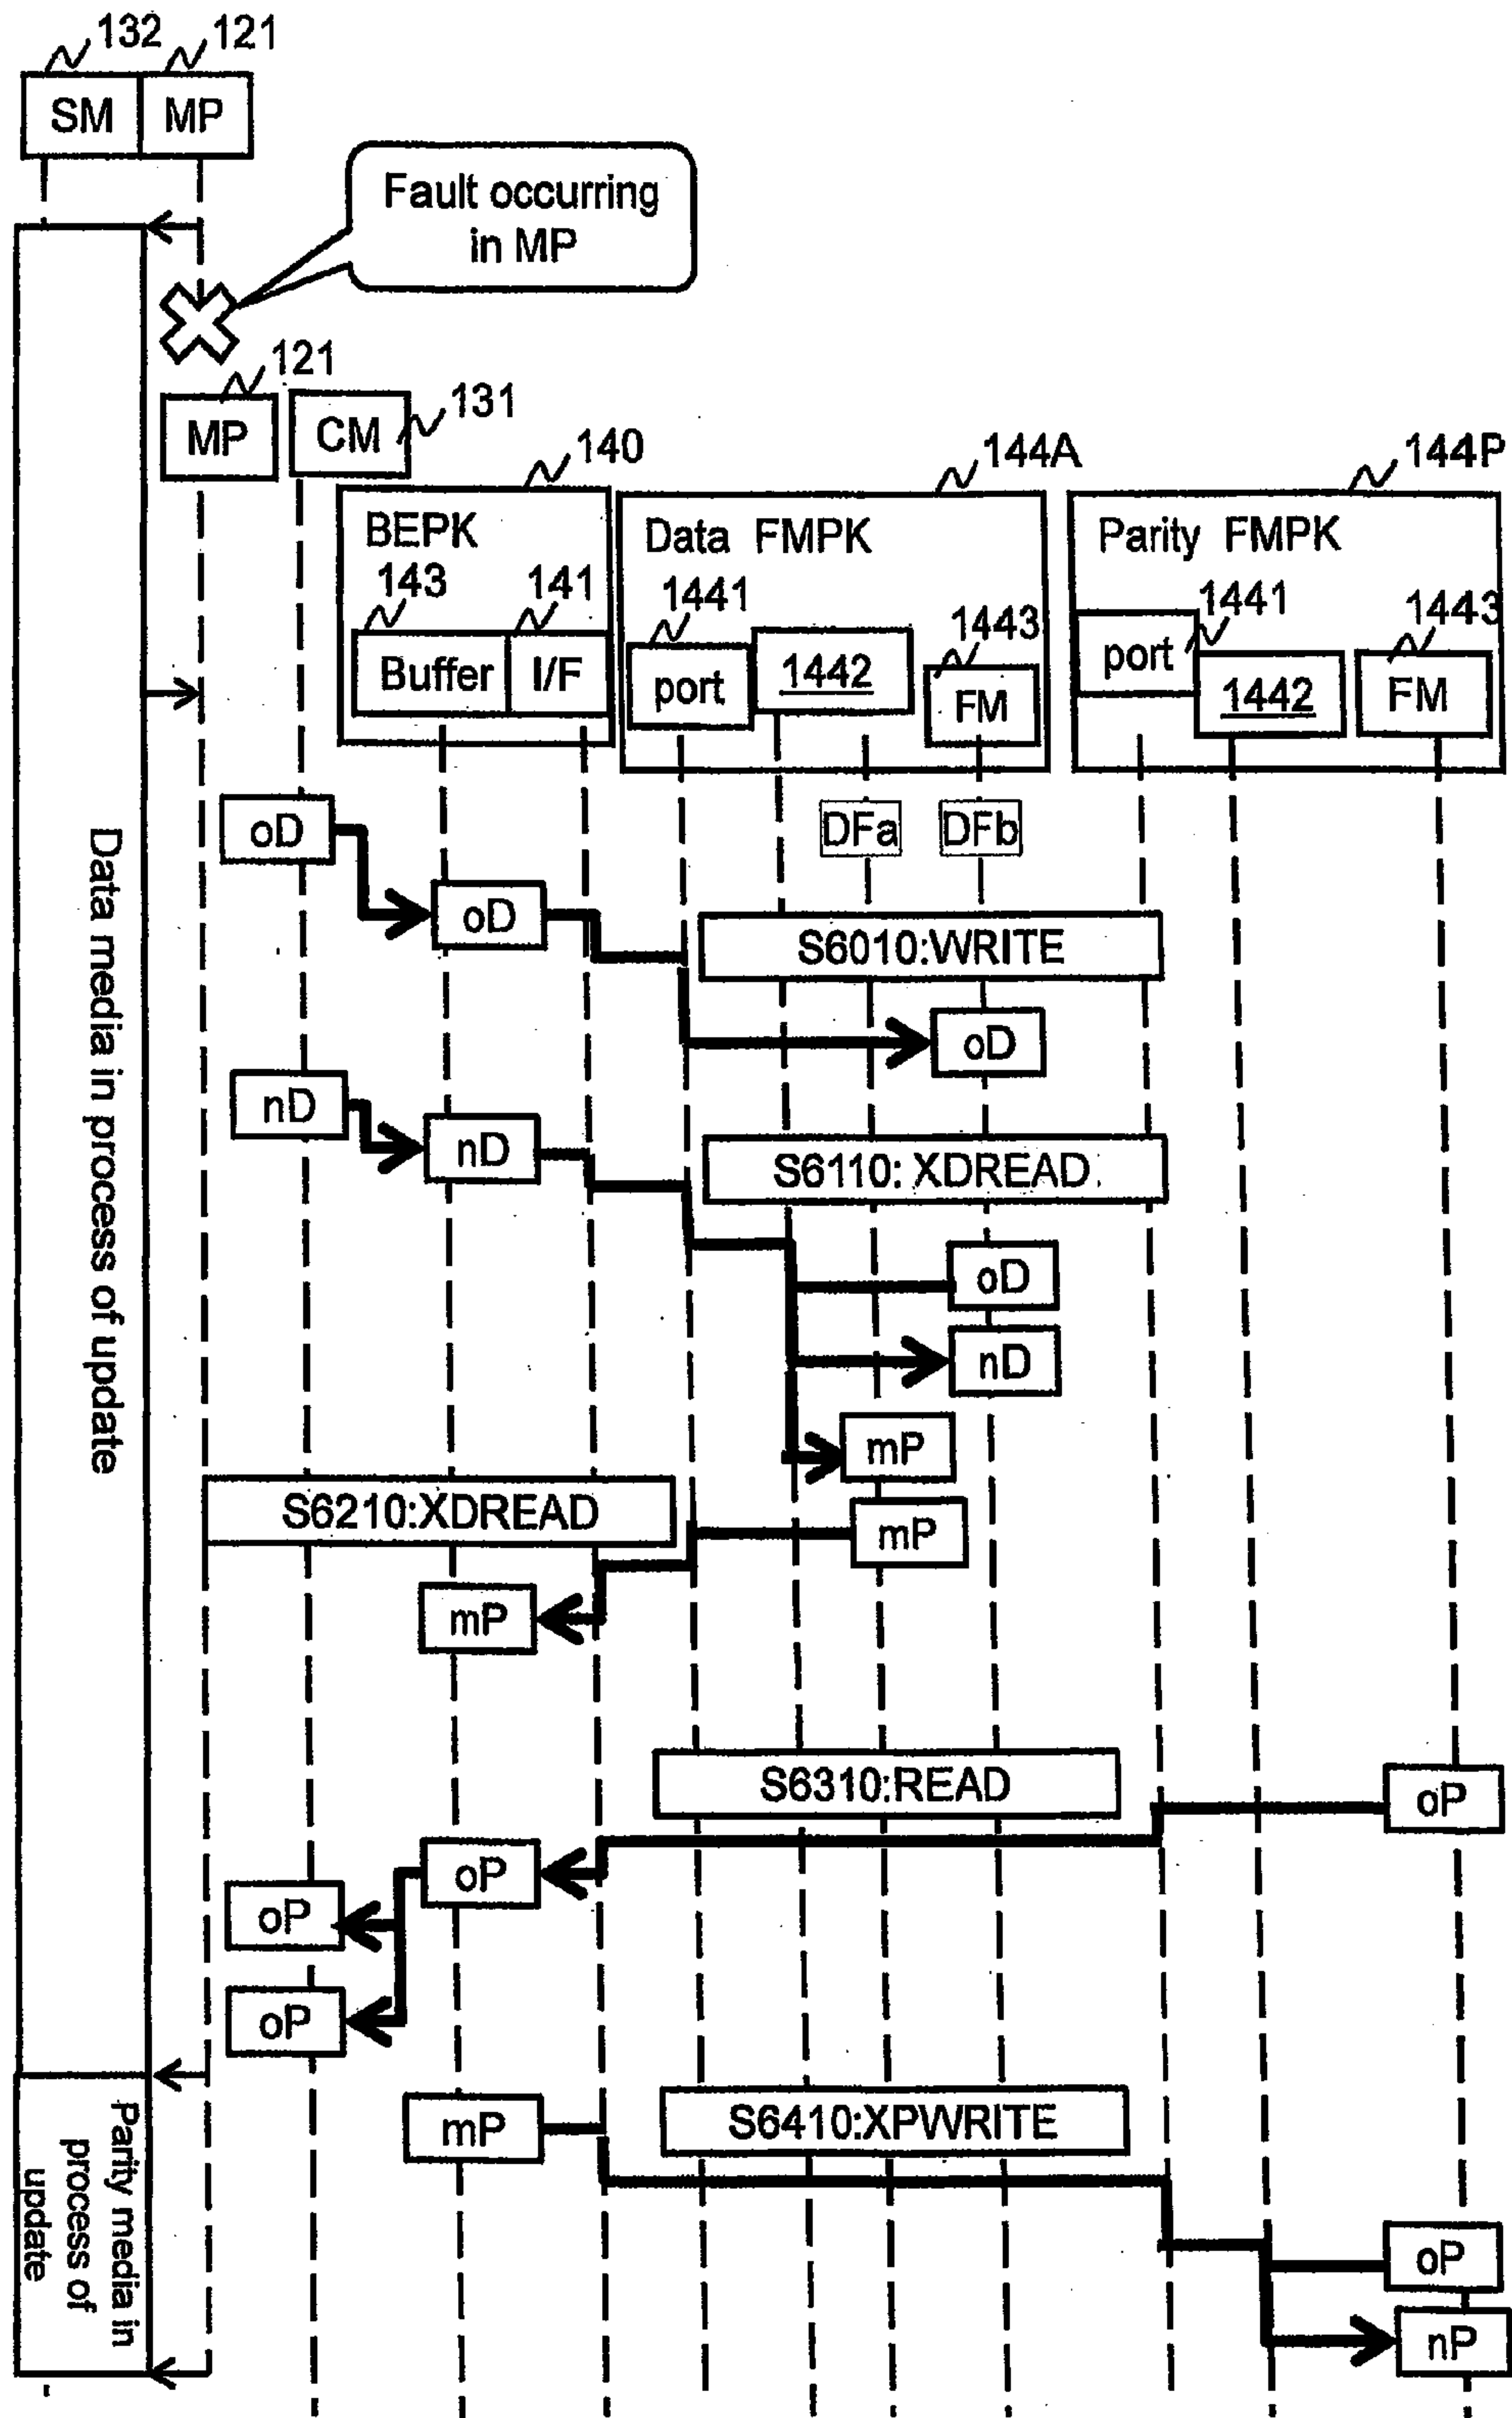 132 121
SM MP
Fault occurring
in MP
121
MP
CM 131
140
144A
144P
BEPK
Data FMPK
Parity FMPK
143 141
1441
1443
1441
1443
Buffer I/F
port
1442
FM
port
1442
FM
Data media in process of update
oD
DFa DFb
oD
S6010:WRITE
oD
nD
nD
S6110: XDREAD
oD
nD
mP
S6210:XDREAD
mP
mP
S6310:READ
oP
oP
oP
oP
Parity media in
process of
update
mP
S6410:XPWRITE
oP
nP